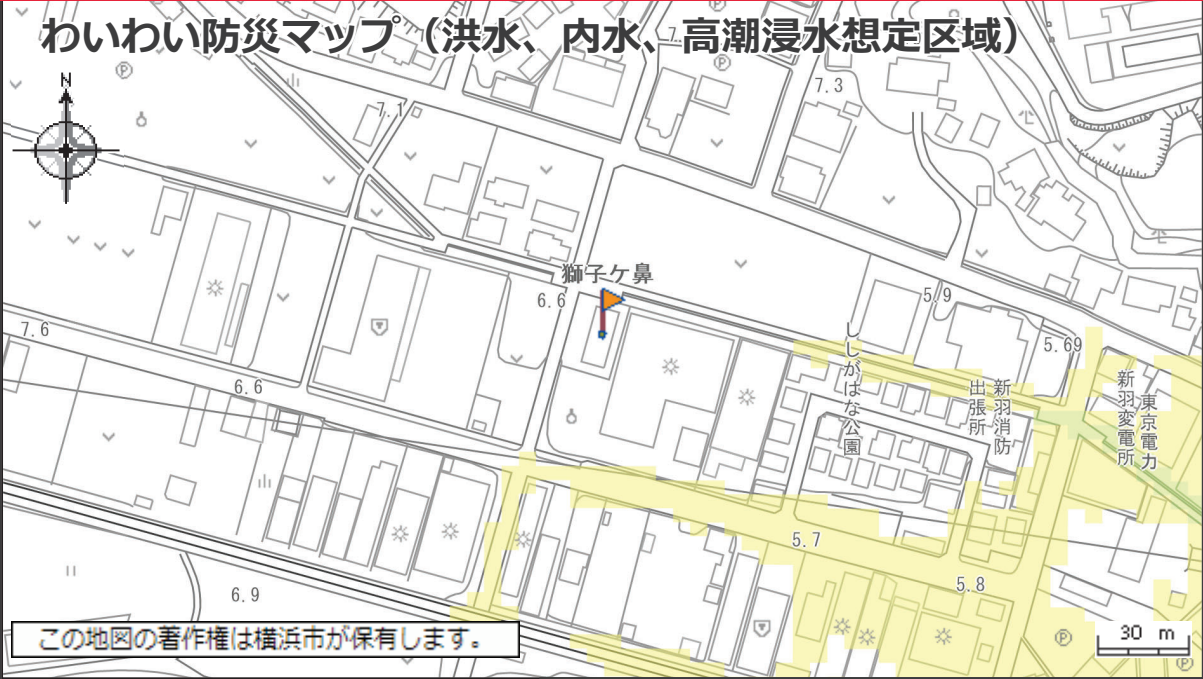 わいわい防災マップ（洪水、内水、高潮浸水想定区域）
N
7.1
7.3
獅子ケ鼻
6.6
5.9
7.6
6.6
5.69
ししがはな公園
新羽消防
出張所
東京電力
新羽変電所
5.7
5.8
6.9
この地図の著作権は横浜市が保有します。
30 m